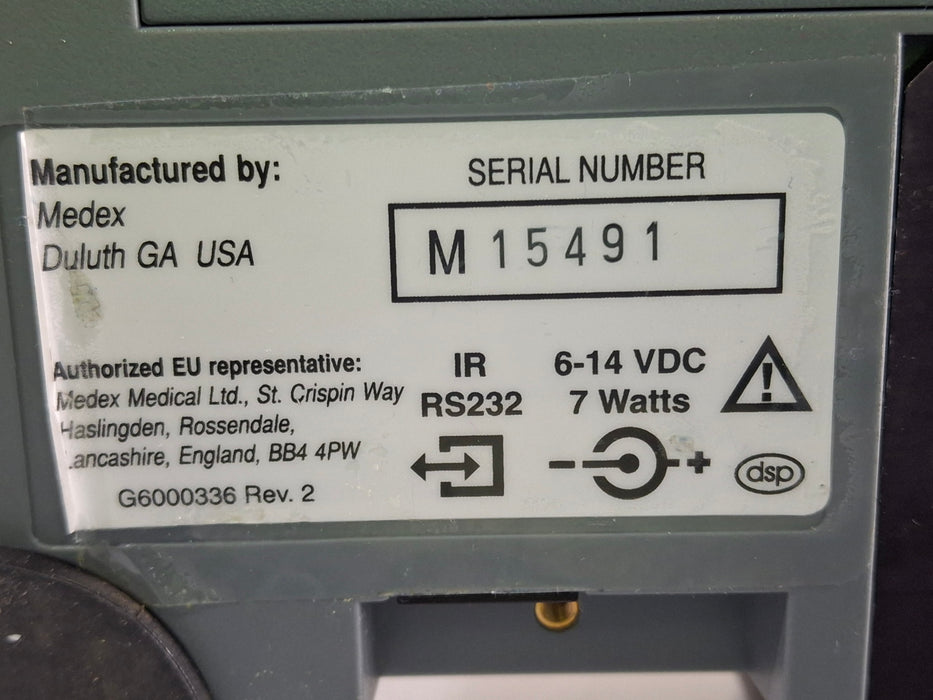 Manufactured by:
Medex
Duluth GA USA
SERIAL NUMBER
M 15491
Authorized EU representative:
Medex Medical Ltd., St. Crispin Way
Haslingden, Rossendale,
Lancashire, England, BB4 4PW
G6000336 Rev. 2
IR
RS232
6-14 VDC
7 Watts
dsp